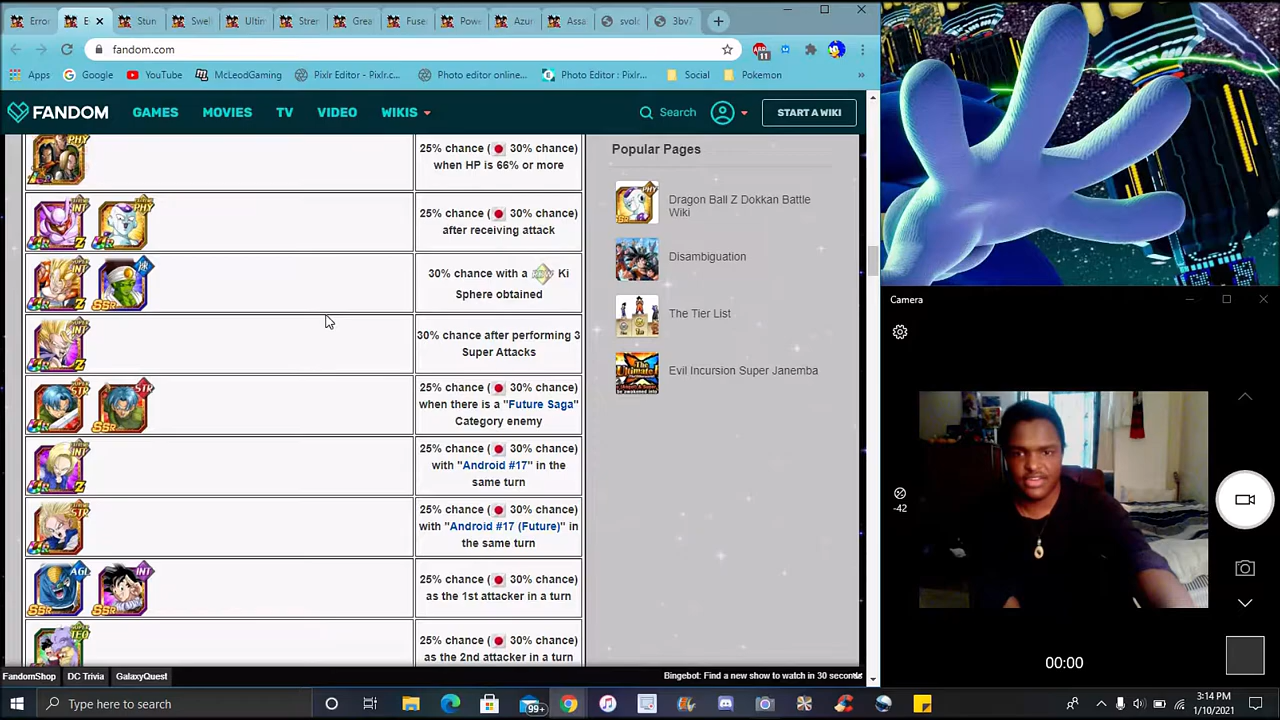 Error
E
Stun
Swel
Ultim
Stren
Grea
Fuse
Powe
Azur
Assa
svolc
3bv7
fandom.com
11
Apps
Google
YouTube
McLeodGaming
Pixlr Editor - Pixlr.c...
Photo editor online...
Photo Editor : Pixlr...
Social
Pokemon
»
FANDOM
GAMES
MOVIES
TV
VIDEO
WIKIS
Search
START A WIKI
25% chance ( 30% chance)
when HP is 66% or more
25% chance ( 30% chance)
after receiving attack
30% chance with a Ki
Sphere obtained
30% chance after performing 3
Super Attacks
25% chance ( 30% chance)
when there is a "Future Saga"
Category enemy
25% chance ( 30% chance)
with "Android #17" in the
same turn
25% chance ( 30% chance)
with "Android #17 (Future)" in
the same turn
25% chance ( 30% chance)
as the 1st attacker in a turn
25% chance ( 30% chance)
as the 2nd attacker in a turn
Popular Pages
Dragon Ball Z Dokkan Battle
Wiki
Disambiguation
The Tier List
Evil Incursion Super Janemba
FandomShop
DC Trivia
GalaxyQuest
Bingebot: Find a new show to watch in 30 seconds
Camera
-42
00:00
Type here to search
99+
3:14 PM
1/10/2021